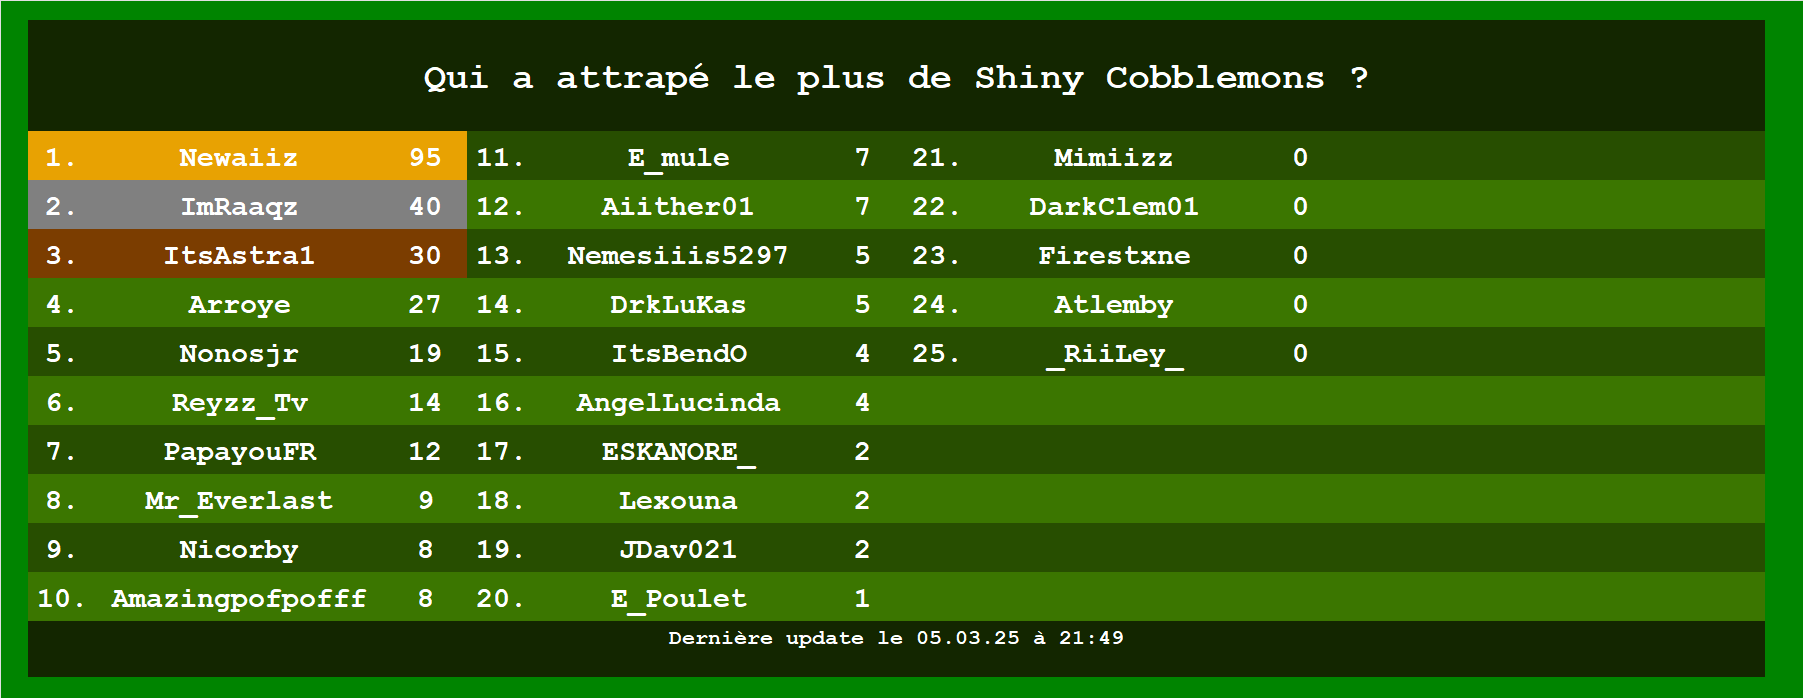 Qui a attrapé le plus de Shiny Cobblemons ?
1. Newaiiz 95 11. E_mule 7 21. Mimiizz 0
2. ImRaaqz 40 12. Aiither01 7 22. DarkClem01 0
3. ItsAstra1 30 13. Nemesiiis5297 5 23. Firestxne 0
4. Arroye 27 14. DrkLuKas 5 24. Atlemby 0
5. Nonosjr 19 15. ItsBendO 4 25. _RiiLey_ 0
6. Reyzz_Tv 14 16. AngelLucinda 4
7. PapayouFR 12 17. ESKANORE_ 2
8. Mr_Everlast 9 18. Lexouna 2
9. Nicorby 8 19. JDav021 2
10. Amazingpofpofff 8 20. E_Poulet 1
Dernière update le 05.03.25 à 21:49